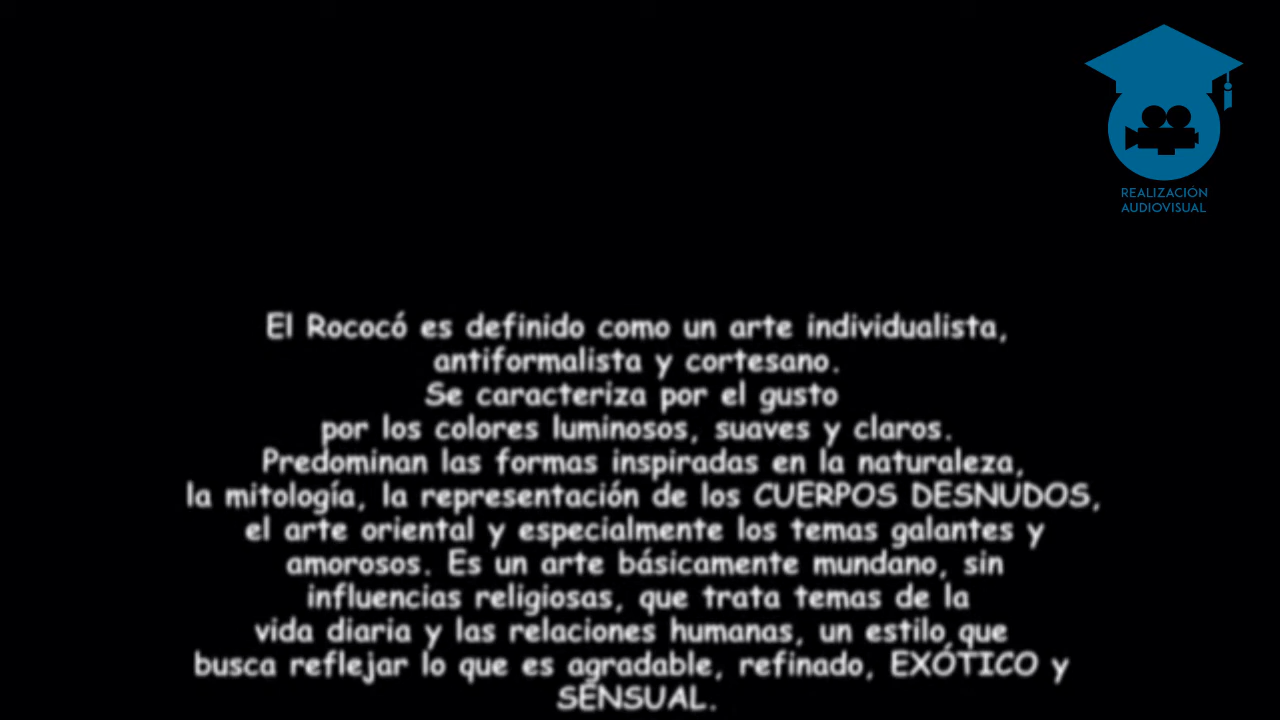 REALIZACIÓN
AUDIOVISUAL
El Rococó es definido como un arte individualista,
antiformalista y cortesano.
Se caracteriza por el gusto
por los colores luminosos, suaves y claros.
Predominan las formas inspiradas en la naturaleza,
la mitología, la representación de los CUERPOS DESNUDOS,
el arte oriental y especialmente los temas galantes y
amorosos. Es un arte básicamente mundano, sin
influencias religiosas, que trata temas de la
vida diaria y las relaciones humanas, un estilo que
busca reflejar lo que es agradable, refinado, EXÓTICO y
SENSUAL.